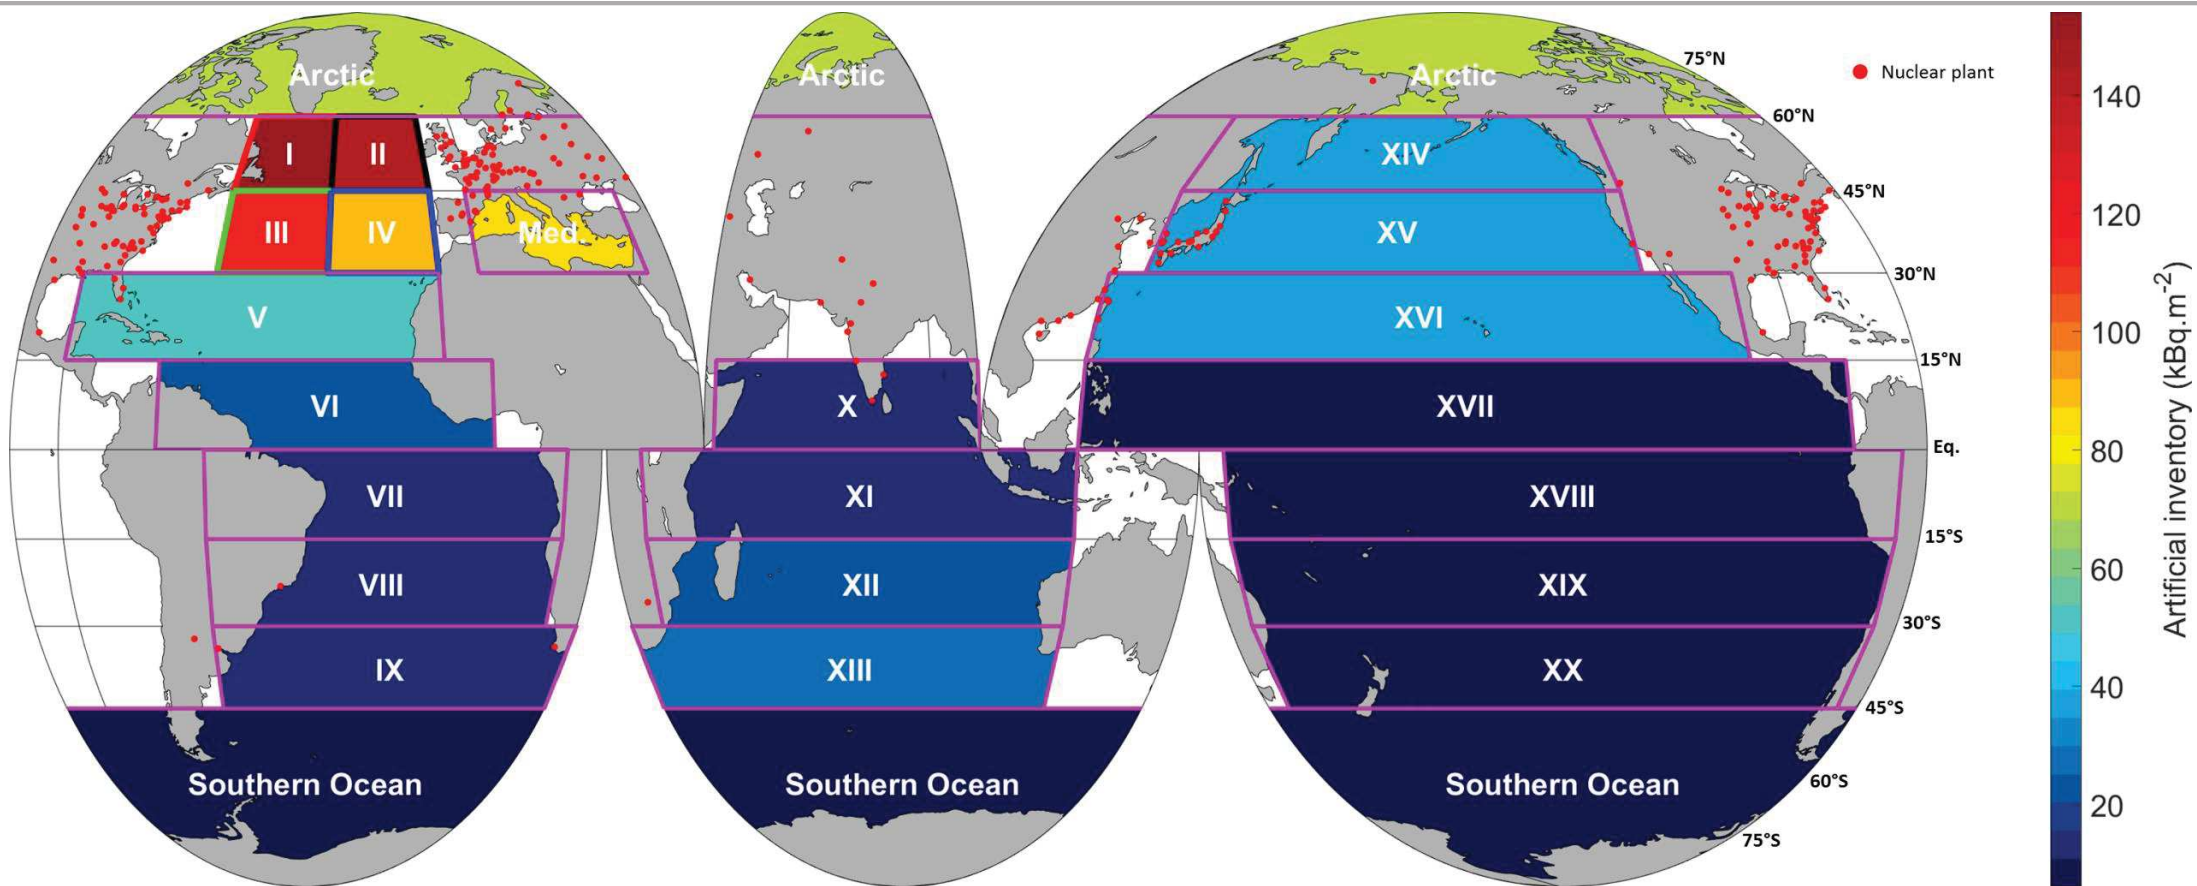 Arctic
Arctic
Arctic
75°N
Nuclear plant
60°N
I
II
XIV
45°N
III
IV
Med.
XV
30°N
V
XVI
15°N
VI
X
XVII
Eq.
VII
XI
XVIII
15°S
VIII
XII
XIX
30°S
IX
XIII
XX
45°S
Southern Ocean
Southern Ocean
Southern Ocean
60°S
75°S
140
120
100
80
60
40
20
Artificial inventory (kBq.m-2)